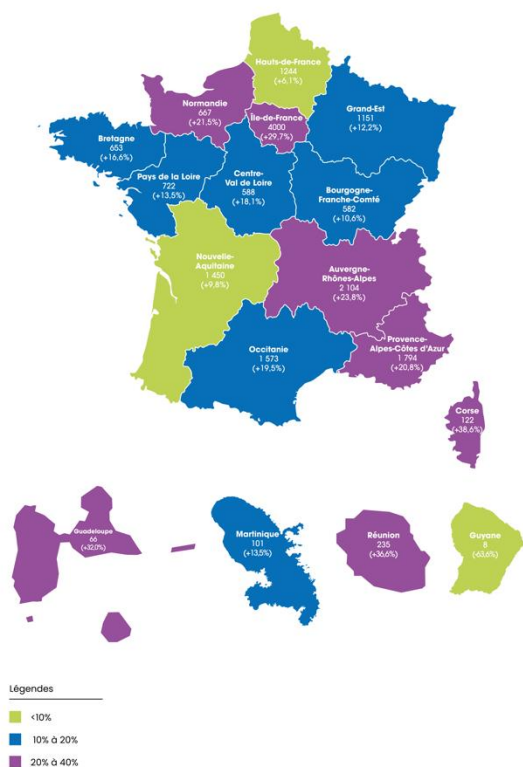 Hauts-de-France
1244
(+6,1%)
Normandie
667
(+21,5%)
Île-de-France
4000
(+29,7%)
Grand-Est
1151
(+12,2%)
Bretagne
653
(+16,6%)
Pays de la Loire
722
(+13,5%)
Centre-
Val de Loire
588
(+18,1%)
Bourgogne-
Franche-Comté
582
(+10,6%)
Nouvelle-
Aquitaine
1 450
(+9,8%)
Auvergne-
Rhônes-Alpes
2 104
(+23,8%)
Provence-
Alpes-Côtes d'Azur
1 794
(+20,8%)
Occitanie
1 573
(+19,5%)
Corse
122
(+38,6%)
Guadeloupe
66
(+32,0%)
Martinique
101
(+13,5%)
Réunion
235
(+36,6%)
Guyane
8
(-63,6%)
Légendes
<10%
10% à 20%
20% à 40%